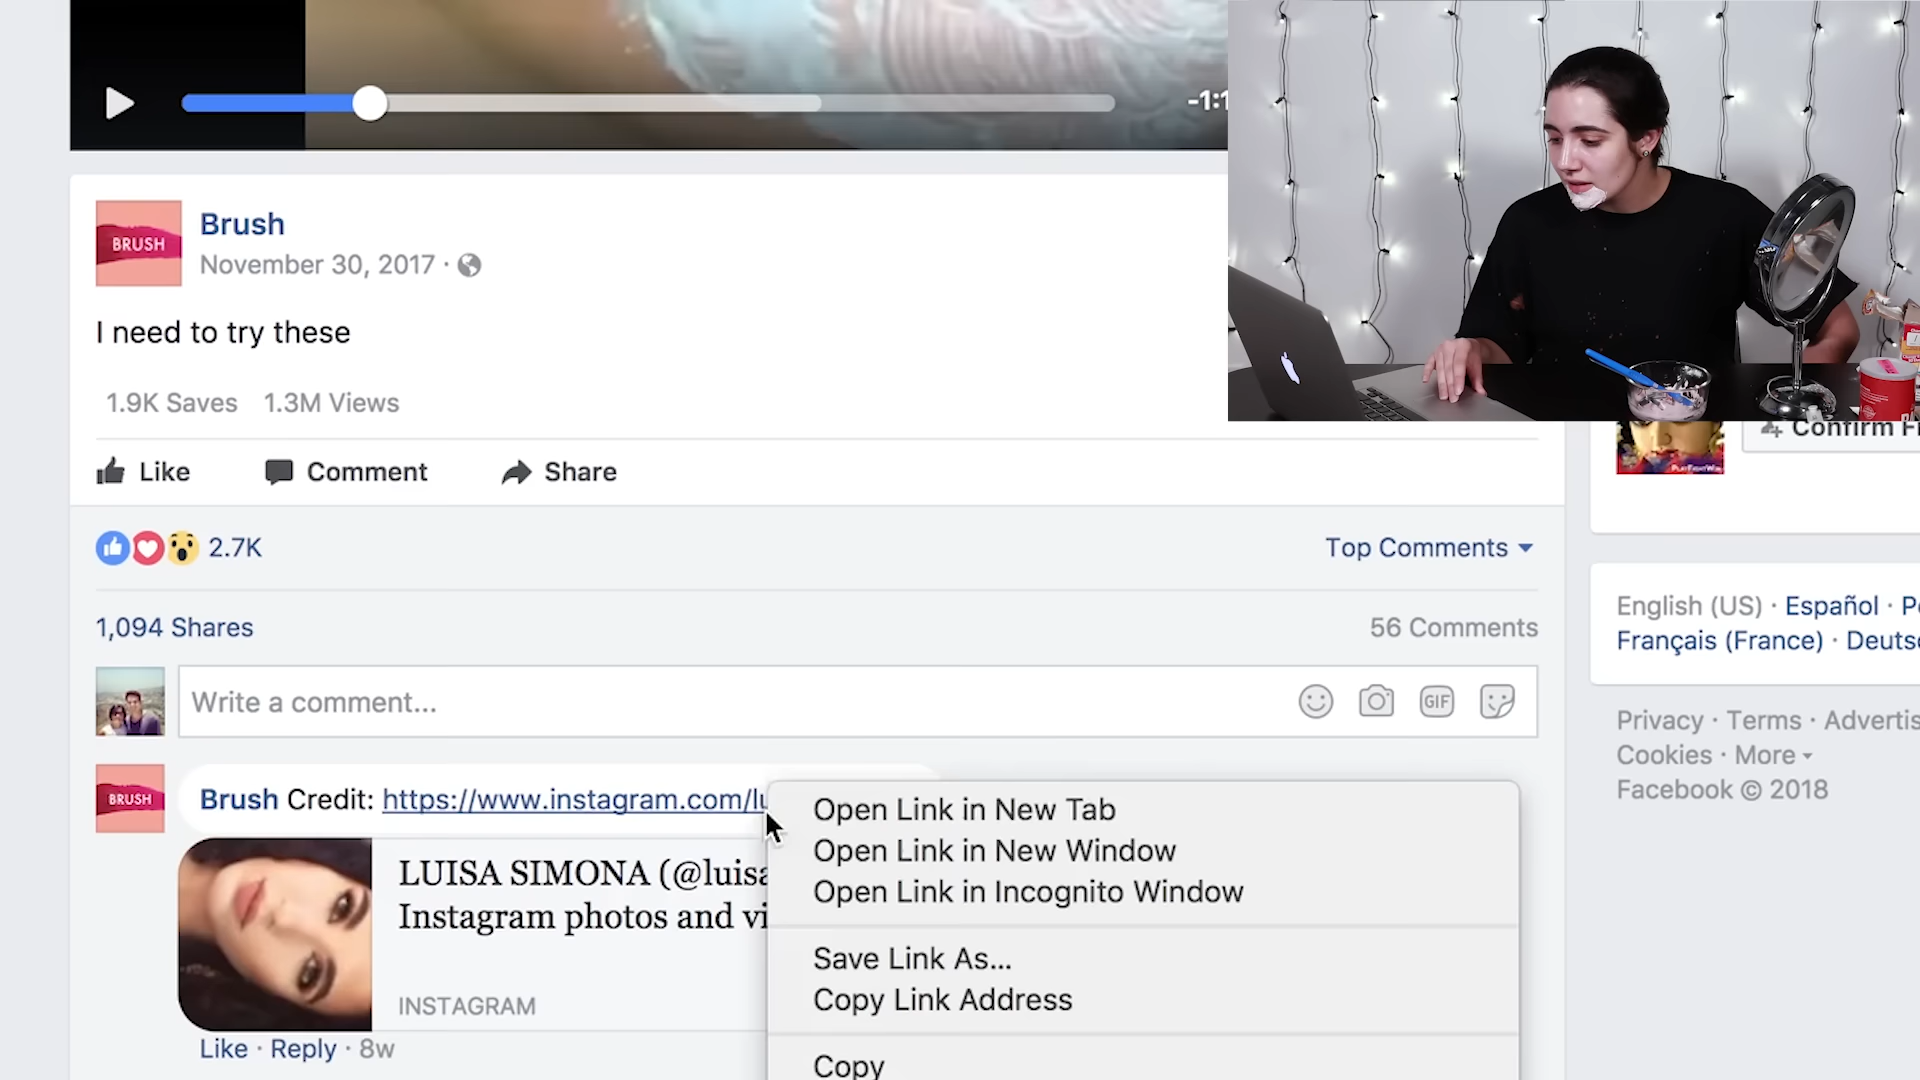 -1:1
BRUSH
Brush
November 30, 2017 ·
I need to try these
1.9K Saves 1.3M Views
Like Comment Share
2.7K
Top Comments
1,094 Shares
56 Comments
Write a comment...
GIF
BRUSH
Brush Credit: https://www.instagram.com/lu
LUISA SIMONA (@luisa
Instagram photos and vi
INSTAGRAM
Like · Reply · 8w
Open Link in New Tab
Open Link in New Window
Open Link in Incognito Window
Save Link As...
Copy Link Address
Copy
Confirm F
English (US) · Español ·
Français (France) ·
Privacy · Terms ·
Cookies · More
Facebook © 2018